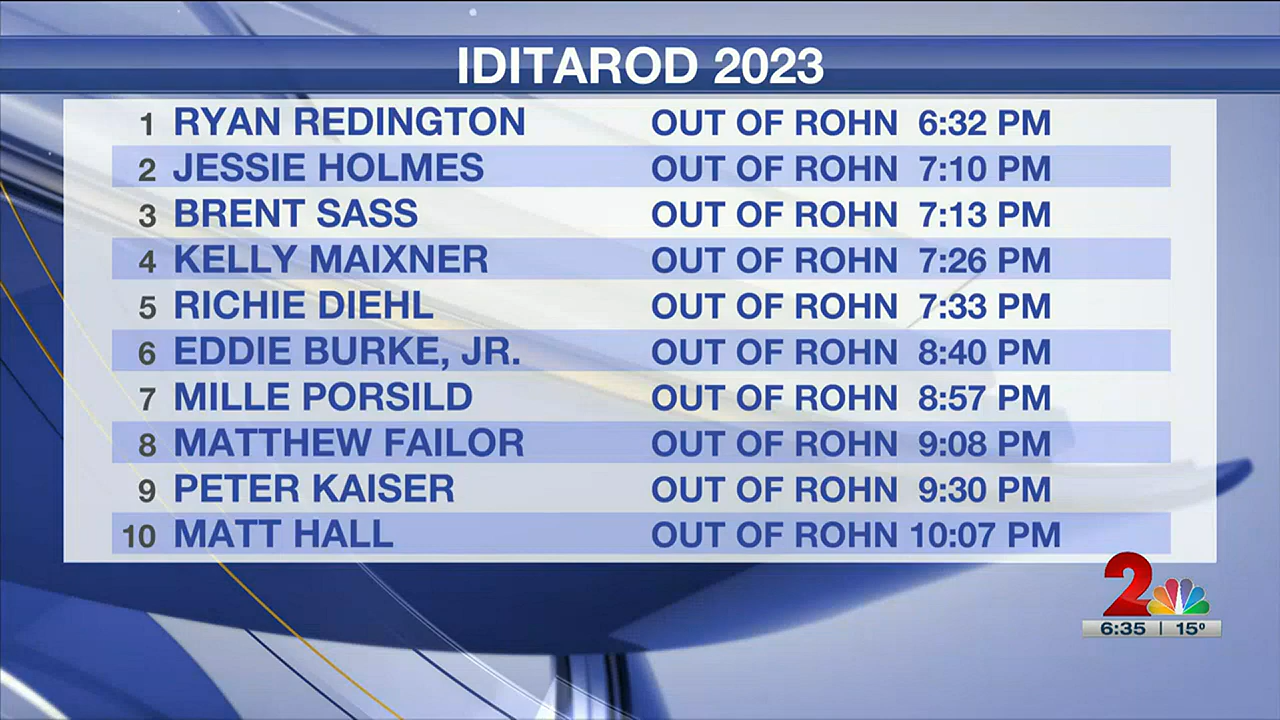 IDITAROD 2023
1 RYAN REDINGTON OUT OF ROHN 6:32 PM
2 JESSIE HOLMES OUT OF ROHN 7:10 PM
3 BRENT SASS OUT OF ROHN 7:13 PM
4 KELLY MAIXNER OUT OF ROHN 7:26 PM
5 RICHIE DIEHL OUT OF ROHN 7:33 PM
6 EDDIE BURKE, JR. OUT OF ROHN 8:40 PM
7 MILLE PORSILD OUT OF ROHN 8:57 PM
8 MATTHEW FAILOR OUT OF ROHN 9:08 PM
9 PETER KAISER OUT OF ROHN 9:30 PM
10 MATT HALL OUT OF ROHN 10:07 PM
2
6:35 | 15°